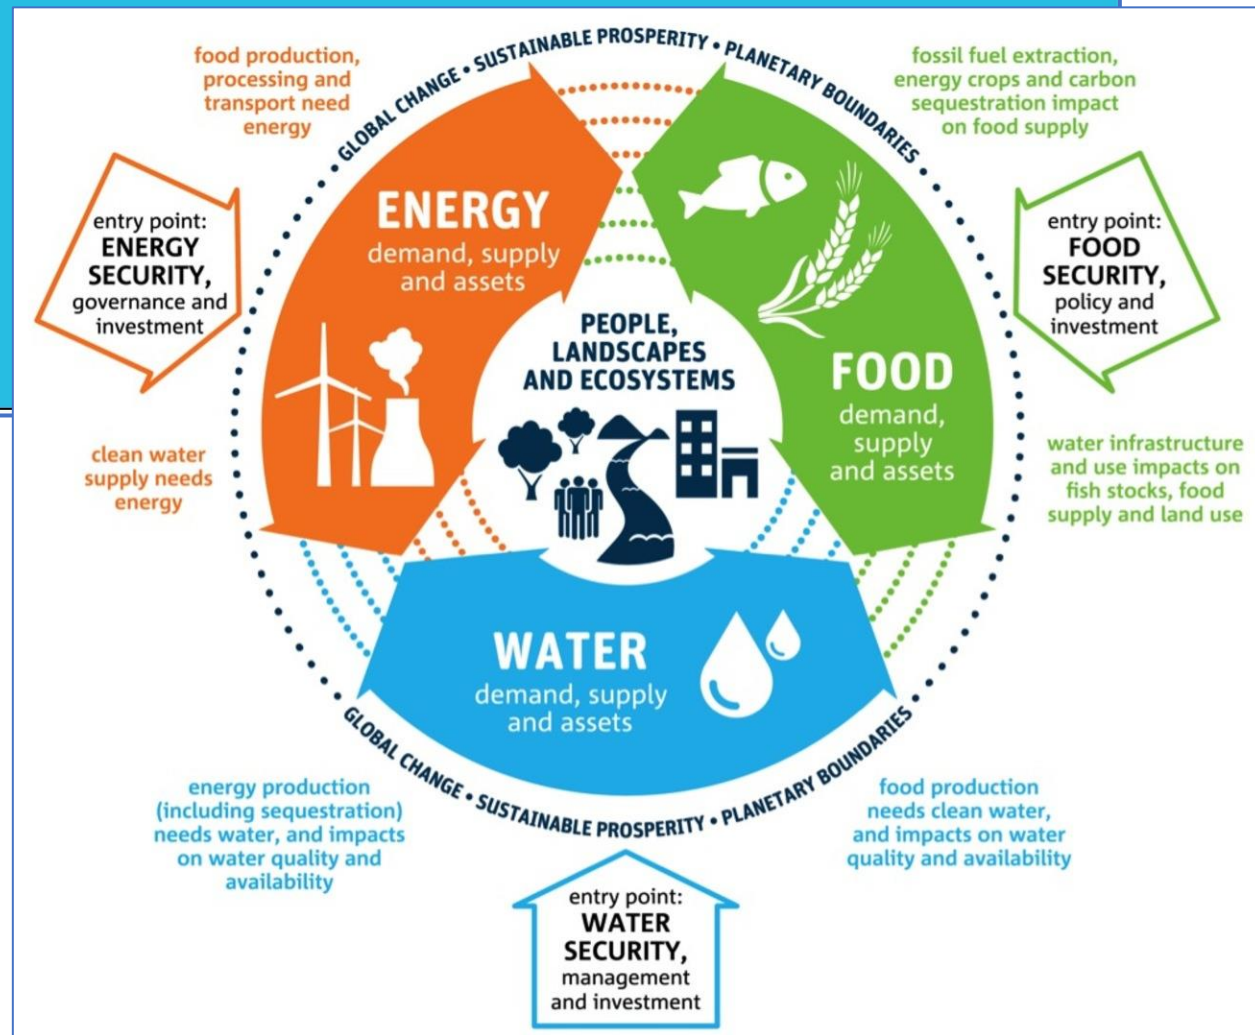 GLOBAL CHANGE • SUSTAINABLE PROSPERITY • PLANETARY BOUNDARIES
food production,
processing and
transport need
energy
fossil fuel extraction,
energy crops and carbon
sequestration impact
on food supply
entry point:
ENERGY
SECURITY,
governance and
investment
ENERGY
demand, supply
and assets
entry point:
FOOD
SECURITY,
policy and
investment
PEOPLE,
LANDSCAPES
AND ECOSYSTEMS
FOOD
demand,
supply
and assets
clean water
supply needs
energy
water infrastructure
and use impacts on
fish stocks, food
supply and land use
WATER
demand, supply
and assets
GLOBAL CHANGE • SUSTAINABLE PROSPERITY • PLANETARY BOUNDARIES
energy production
(including sequestration)
needs water, and impacts
on water quality and
availability
food production
needs clean water,
and impacts on water
quality and availability
entry point:
WATER
SECURITY,
management
and investment